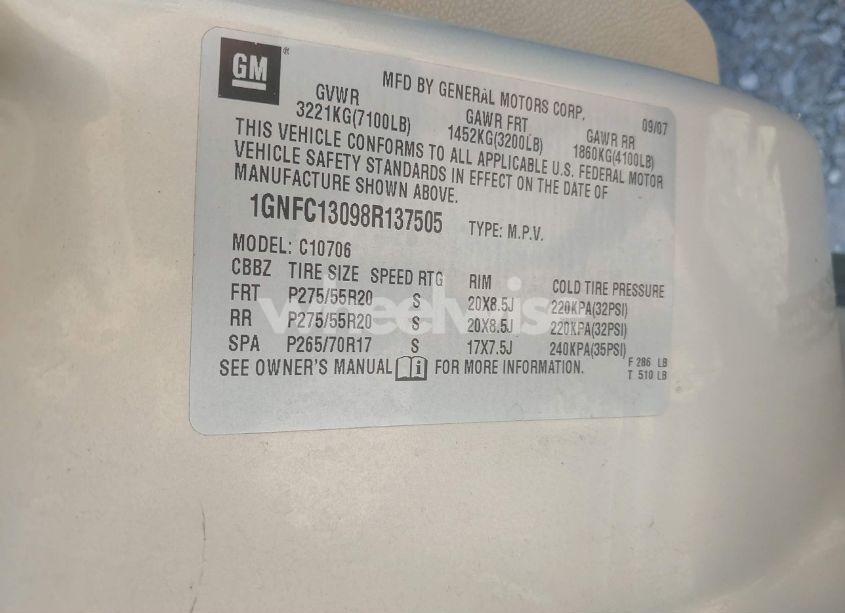 GM ®
MFD BY GENERAL MOTORS CORP. 09/07
GVWR GAWR FRT GAWR RR
3221KG(7100LB) 1452KG(3200LB) 1860KG(4100LB)
THIS VEHICLE CONFORMS TO ALL APPLICABLE U.S. FEDERAL MOTOR
VEHICLE SAFETY STANDARDS IN EFFECT ON THE DATE OF
MANUFACTURE SHOWN ABOVE.
1GNFC13098R137505 TYPE: M.P.V.
MODEL: C10706
CBBZ TIRE SIZE SPEED RTG RIM COLD TIRE PRESSURE
FRT P275/55R20 S 20X8.5J 220KPA(32PSI)
RR P275/55R20 S 20X8.5J 220KPA(32PSI)
SPA P265/70R17 S 17X7.5J 240KPA(35PSI)
SEE OWNER'S MANUAL FOR MORE INFORMATION.
F 286 LB
T 510 LB
wheelwise